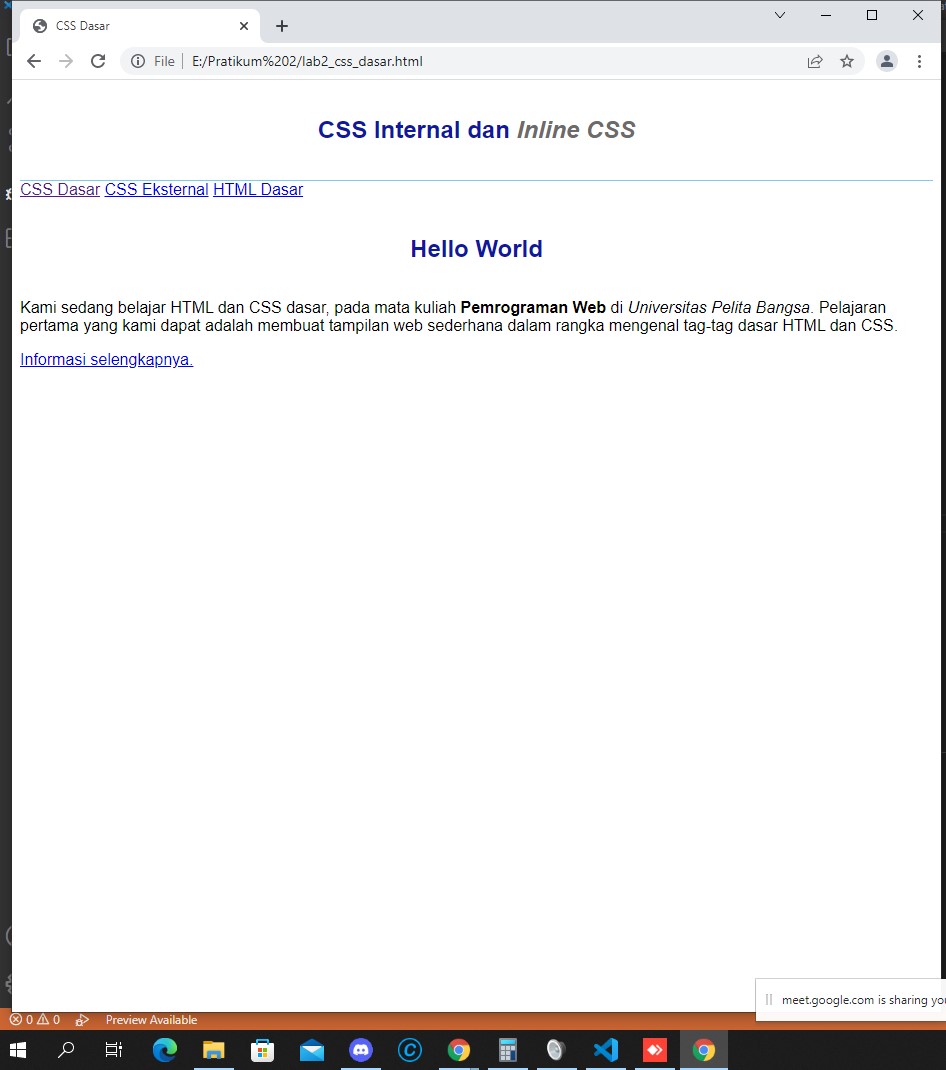 CSS Dasar
File
E:/Pratikum%202/lab2_css_dasar.html
CSS Internal dan Inline CSS
CSS Dasar CSS Eksternal HTML Dasar
Hello World
Kami sedang belajar HTML dan CSS dasar, pada mata kuliah Pemrograman Web di Universitas Pelita Bangsa. Pelajaran
pertama yang kami dapat adalah membuat tampilan web sederhana dalam rangka mengenal tag-tag dasar HTML dan CSS.
Informasi selengkapnya.
meet.google.com is sharing
0 0 Preview Available